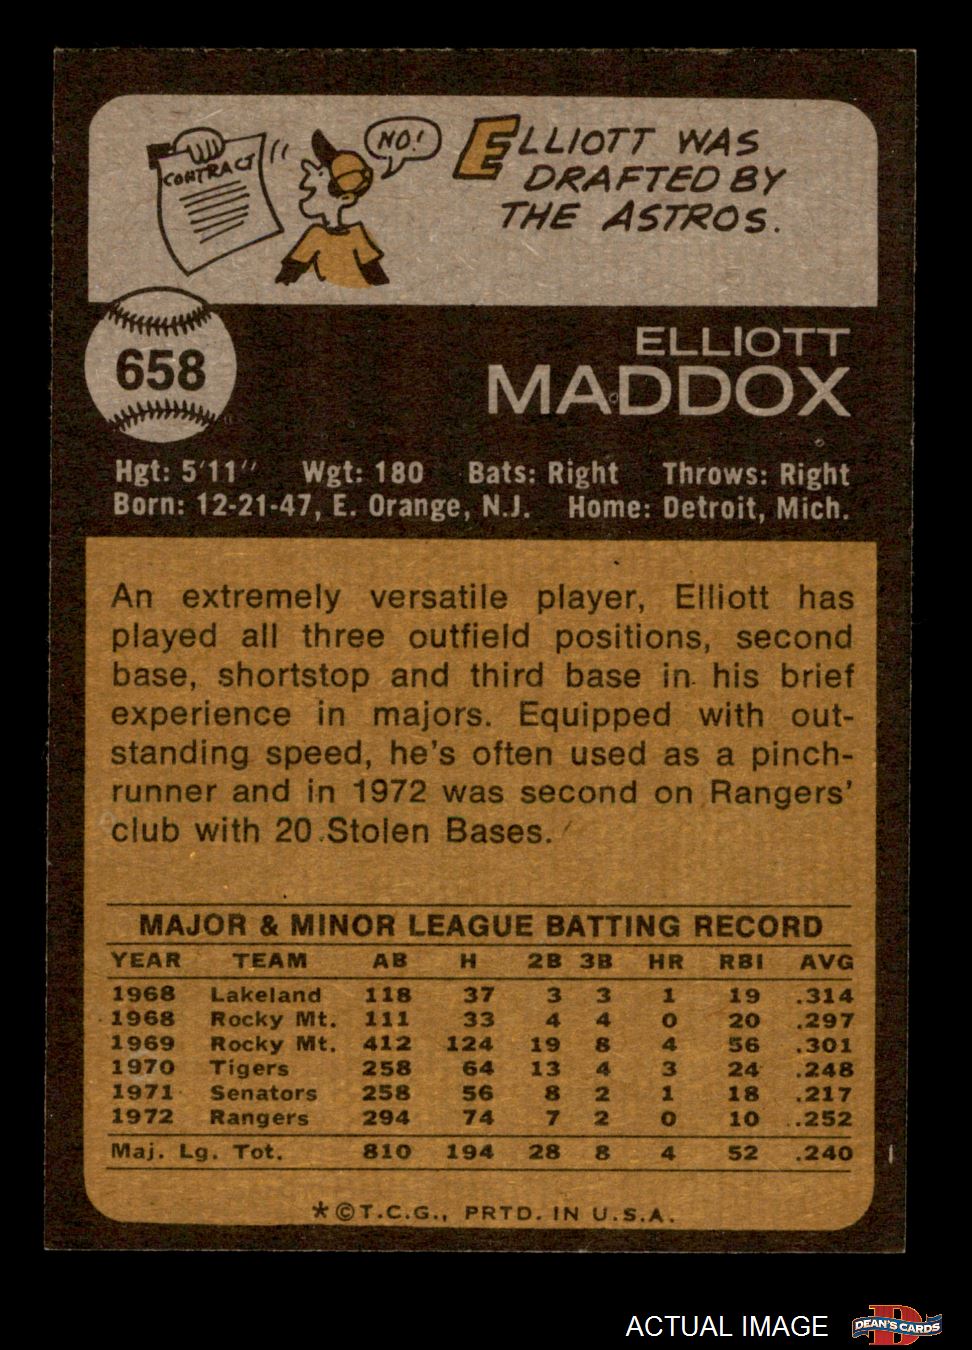 CONTRACT
NO!
ELLIOTT WAS
DRAFTED BY
THE ASTROS.
658
ELLIOTT
MADDOX
Hgt: 5'11" Wgt: 180 Bats: Right Throws: Right
Born: 12-21-47, E. Orange, N.J. Home: Detroit, Mich.
An extremely versatile player, Elliott has
played all three outfield positions, second
base, shortstop and third base in his brief
experience in majors. Equipped with out-
standing speed, he's often used as a pinch-
runner and in 1972 was second on Rangers'
club with 20 Stolen Bases.
MAJOR & MINOR LEAGUE BATTING RECORD
YEAR TEAM AB H 2B 3B HR RBI AVG
1968 Lakeland 118 37 3 3 1 19 .314
1968 Rocky Mt. 111 33 4 4 0 20 .297
1969 Rocky Mt. 412 124 19 8 4 56 .301
1970 Tigers 258 64 13 4 3 24 .248
1971 Senators 258 56 8 2 1 18 .217
1972 Rangers 294 74 7 2 0 10 .252
Maj. Lg. Tot. 810 194 28 8 4 52 .240
*©T.C.G., PRTD. IN U.S.A.
ACTUAL IMAGE
D
DEAN'S CARDS